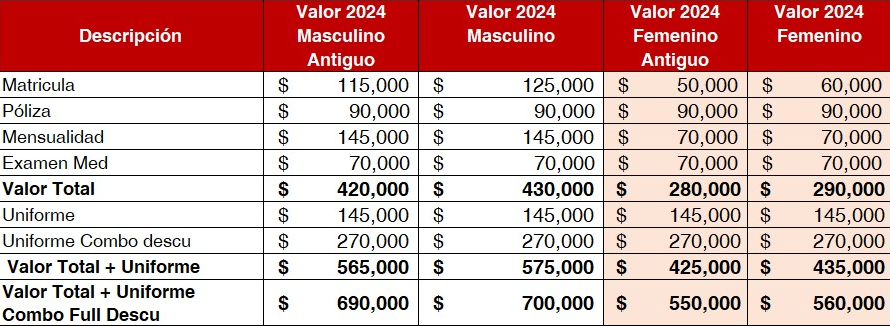 Descripción Valor 2024 Masculino Antiguo Valor 2024 Masculino Valor 2024 Femenino Antiguo Valor 2024 Femenino
Matricula $ 115,000 $ 125,000 $ 50,000 $ 60,000
Póliza $ 90,000 $ 90,000 $ 90,000 $ 90,000
Mensualidad $ 145,000 $ 145,000 $ 70,000 $ 70,000
Examen Med $ 70,000 $ 70,000 $ 70,000 $ 70,000
Valor Total $ 420,000 $ 430,000 $ 280,000 $ 290,000
Uniforme $ 145,000 $ 145,000 $ 145,000 $ 145,000
Uniforme Combo descu $ 270,000 $ 270,000 $ 270,000 $ 270,000
Valor Total + Uniforme $ 565,000 $ 575,000 $ 425,000 $ 435,000
Valor Total + Uniforme
Combo Full Descu $ 690,000 $ 700,000 $ 550,000 $ 560,000